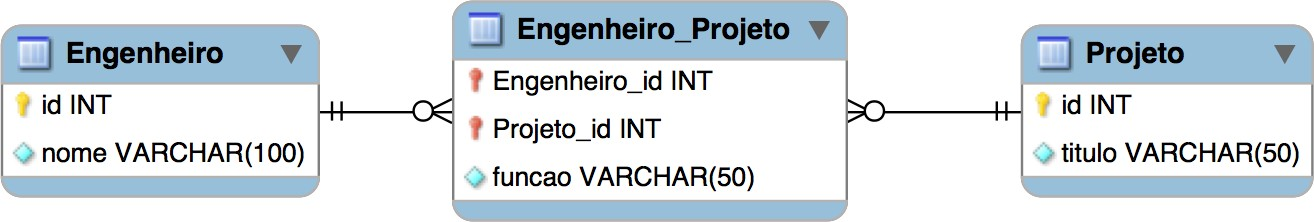 Engenheiro
id INT
nome VARCHAR(100)
Engenheiro_Projeto
Engenheiro_id INT
Projeto_id INT
funcao VARCHAR(50)
Projeto
id INT
titulo VARCHAR(50)